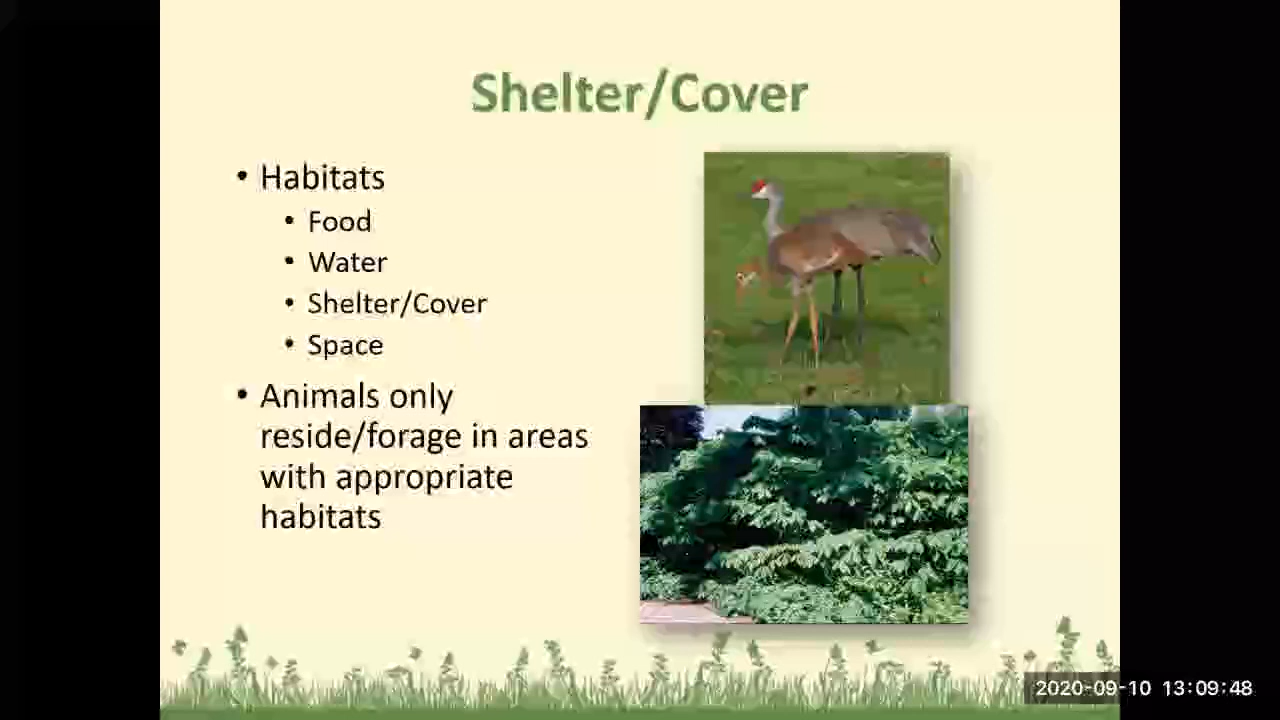 Shelter/Cover
• Habitats
• Food
• Water
• Shelter/Cover
• Space
• Animals only
reside/forage in areas
with appropriate
habitats
2020-09-10 13:09:48